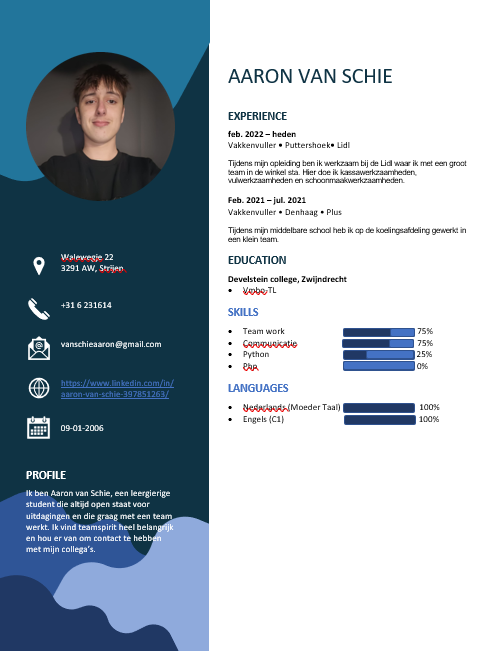 AARON VAN SCHIE
EXPERIENCE
feb. 2022 – heden
Vakkenvuller • Puttershoek• Lidl
Tijdens mijn opleiding ben ik werkzaam bij de Lidl waar ik met een groot
team in de winkel sta. Hier doe ik kassawerkzaamheden,
vulwerkzaamheden en schoonmaakwerkzaamheden.
Feb. 2021 – jul. 2021
Vakkenvuller • Denhaag • Plus
Tijdens mijn middelbare school heb ik op de koelingsafdeling gewerkt in
een klein team.
EDUCATION
Develstein college, Zwijndrecht
• Vmbo TL
SKILLS
• Team work 75%
• Communicatie 75%
• Python 25%
• Php 0%
LANGUAGES
• Nederlands (Moeder Taal) 100%
• Engels (C1) 100%
Walewegje 22
3291 AW, Strijen
+31 6 231614
vanschieaaron@gmail.com
https://www.linkedin.com/in/
aaron-van-schie-397851263/
09-01-2006
PROFILE
Ik ben Aaron van Schie, een leergierige
student die altijd open staat voor
uitdagingen en die graag met een team
werkt. Ik vind teamspirit heel belangrijk
en hou er van om contact te hebben
met mijn collega's.